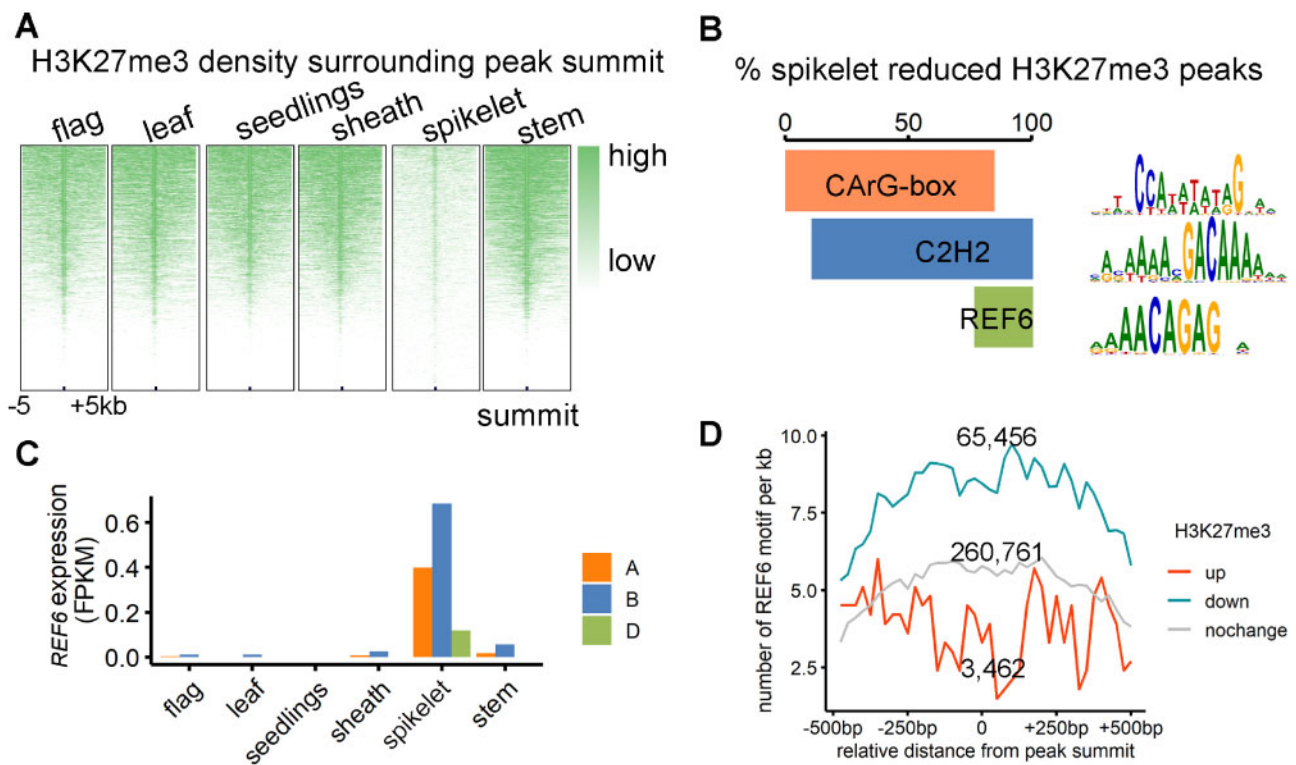 A
H3K27me3 density surrounding peak summit
flag leaf seedlings sheath spikelet stem
high
low
-5 +5kb summit
B
% spikelet reduced H3K27me3 peaks
0 50 100
CArG-box
C2H2
REF6
C
REF6 expression
(FPKM)
0.6
0.4
0.2
0.0
flag leaf seedlings sheath spikelet stem
A
B
D
D
number of REF6 motif per kb
10.0
7.5
5.0
2.5
65,456
260,761
3,462
-500bp -250bp 0 +250bp +500bp
relative distance from peak summit
H3K27me3
up
down
nochange